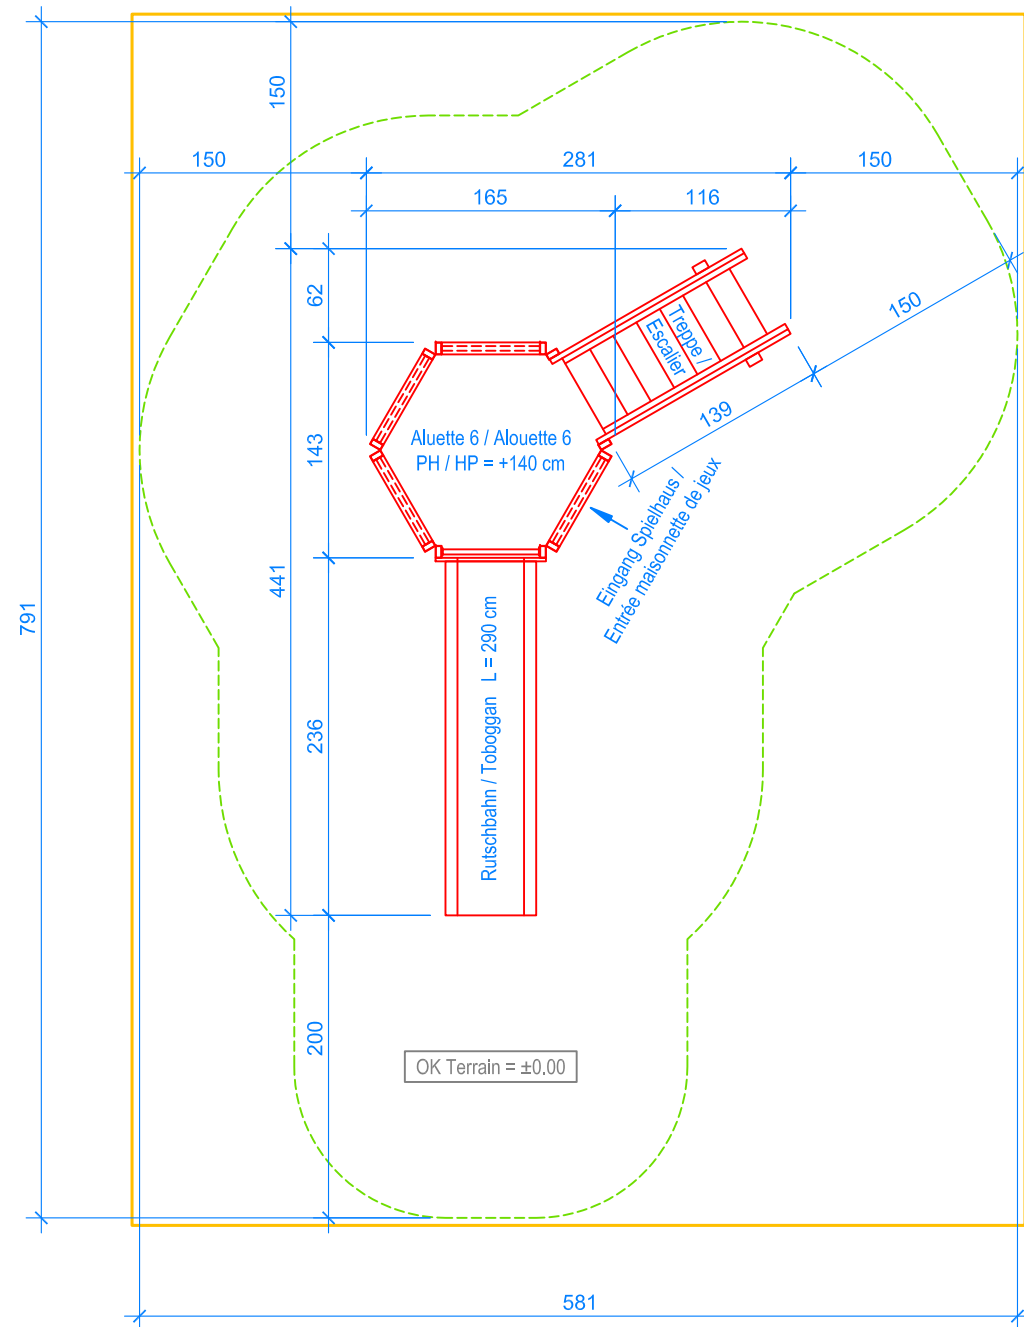 150
150
281
150
165
116
62
150
Treppe /
Escalier
139
Aluette 6 / Alouette 6
PH / HP = +140 cm
143
Eingang Spielhaus /
Entrée maisonnette de jeux
441
791
236
Rutschbahn / Toboggan L = 290 cm
200
OK Terrain = ±0.00
581